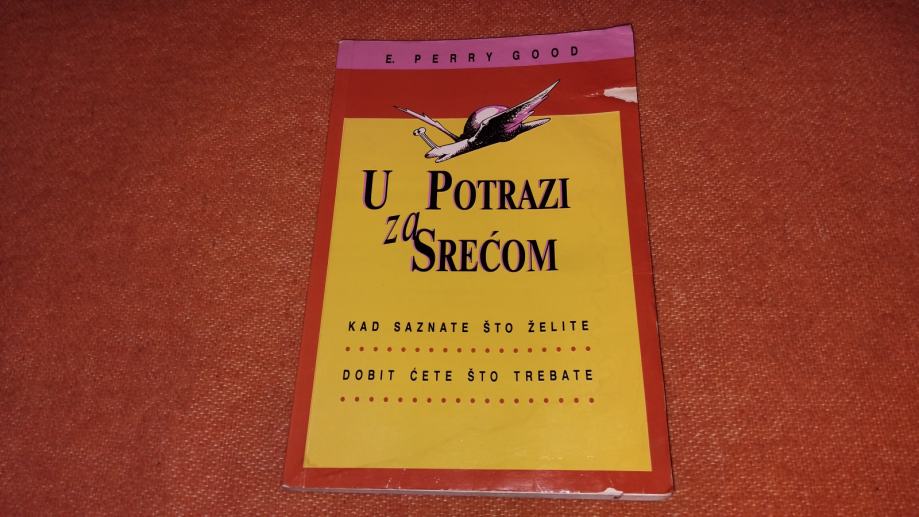 E. PERRY GOOD
U POTRAZI
za
SREĆOM
KAD SAZNATE ŠTO ŽELITE
DOBIT ĆETE ŠTO TREBATE